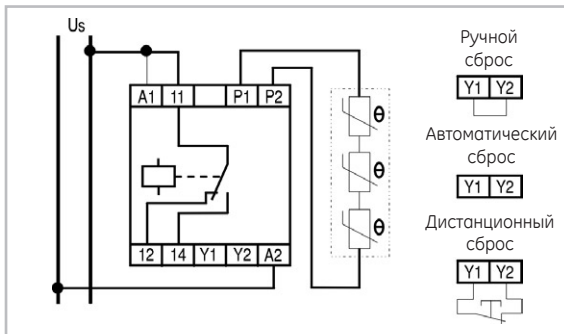 Us
A1 11 P1 P2
θ
θ
θ
12 14 Y1 Y2 A2
Ручной
сброс
Y1 Y2
Автоматический
сброс
Y1 Y2
Дистанционный
сброс
Y1 Y2